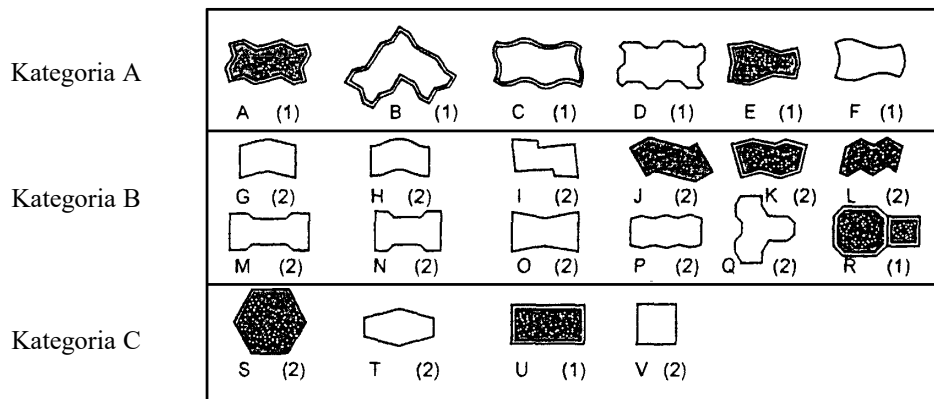 Kategoria A
A (1) B (1) C (1) D (1) E (1) F (1)
Kategoria B
G (2) H (2) I (2) J (2) K (2) L (2)
M (2) N (2) O (2) P (2) Q (2) R (1)
Kategoria C
S (2) T (2) U (1) V (2)